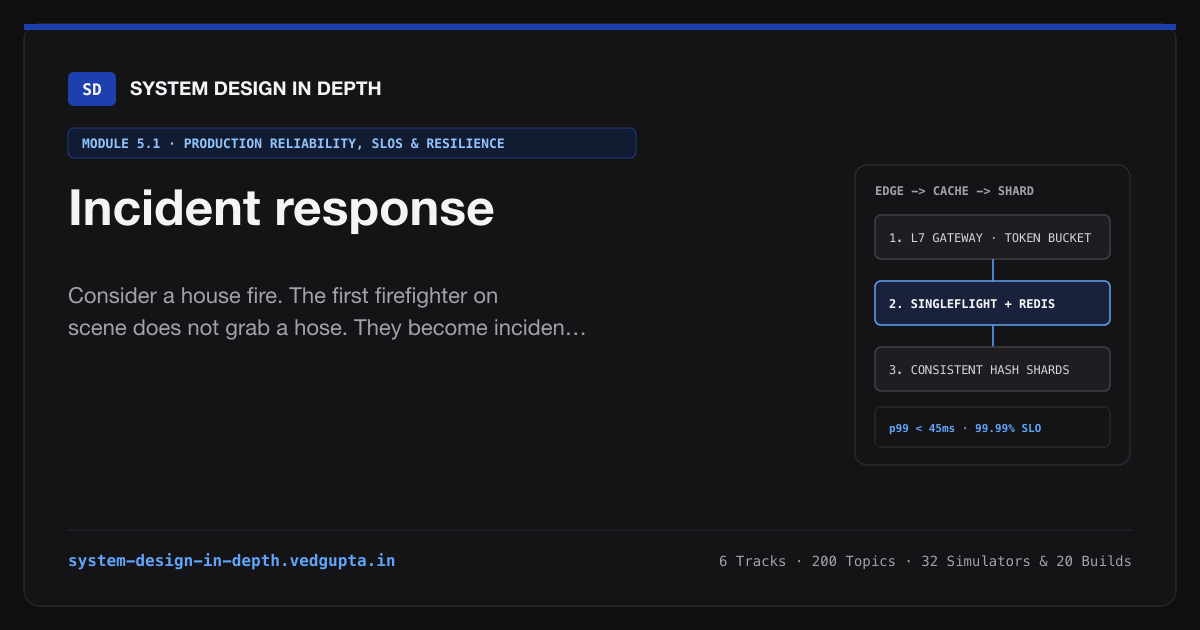 SD
SYSTEM DESIGN IN DEPTH
MODULE 5.1 · PRODUCTION RELIABILITY, SLOS & RESILIENCE
Incident response
Consider a house fire. The first firefighter on
scene does not grab a hose. They become inciden…
EDGE —> CACHE —> SHARD
1. L7 GATEWAY · TOKEN BUCKET
2. SINGLEFLIGHT + REDIS
3. CONSISTENT HASH SHARDS
p99 < 45ms · 99.99% SLO
system-design-in-depth.vedgupta.in
6 Tracks · 200 Topics · 32 Simulators & 20 Builds